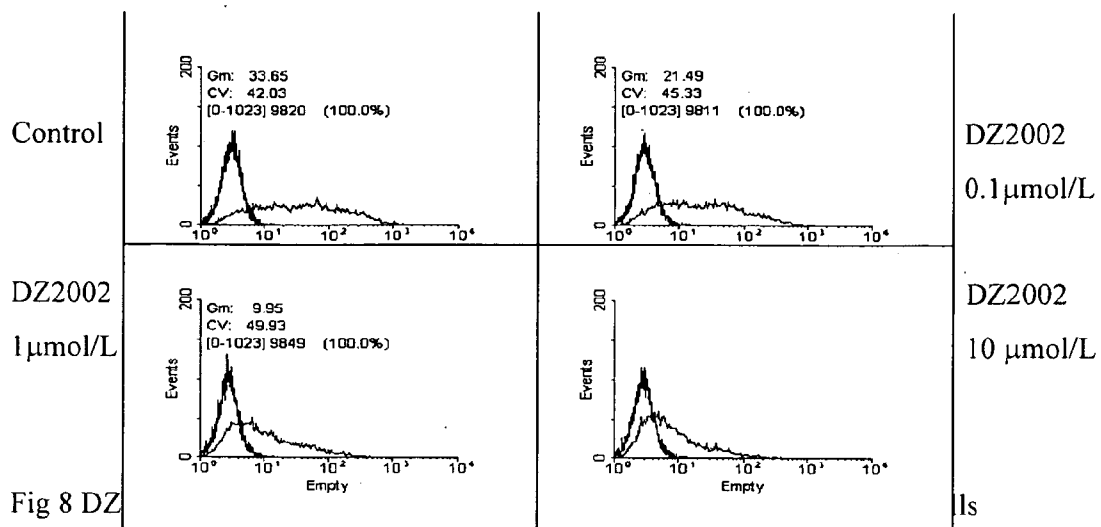 Control
200
Events
0
Gm: 33.65
CV: 42.03
[0-1023] 9820 (100.0%)
10⁰ 10¹ 10² 10³ 10⁴
200
Events
0
Gm: 21.49
CV: 45.33
[0-1023] 9811 (100.0%)
10⁰ 10¹ 10² 10³ 10⁴
DZ2002
0.1μmol/L
DZ2002
1μmol/L
200
Events
0
Gm: 9.95
CV: 49.93
[0-1023] 9849 (100.0%)
10⁰ 10¹ 10² 10³ 10⁴
Empty
200
Events
0
10⁰ 10¹ 10² 10³ 10⁴
Empty
DZ2002
10 μmol/L
Fig 8 DZ
lls